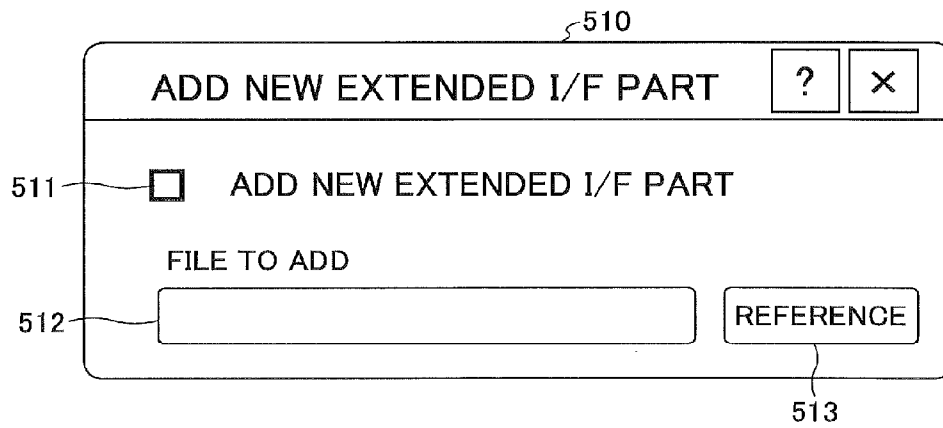 510
ADD NEW EXTENDED I/F PART ? ×
511 ADD NEW EXTENDED I/F PART
FILE TO ADD
512 REFERENCE
513